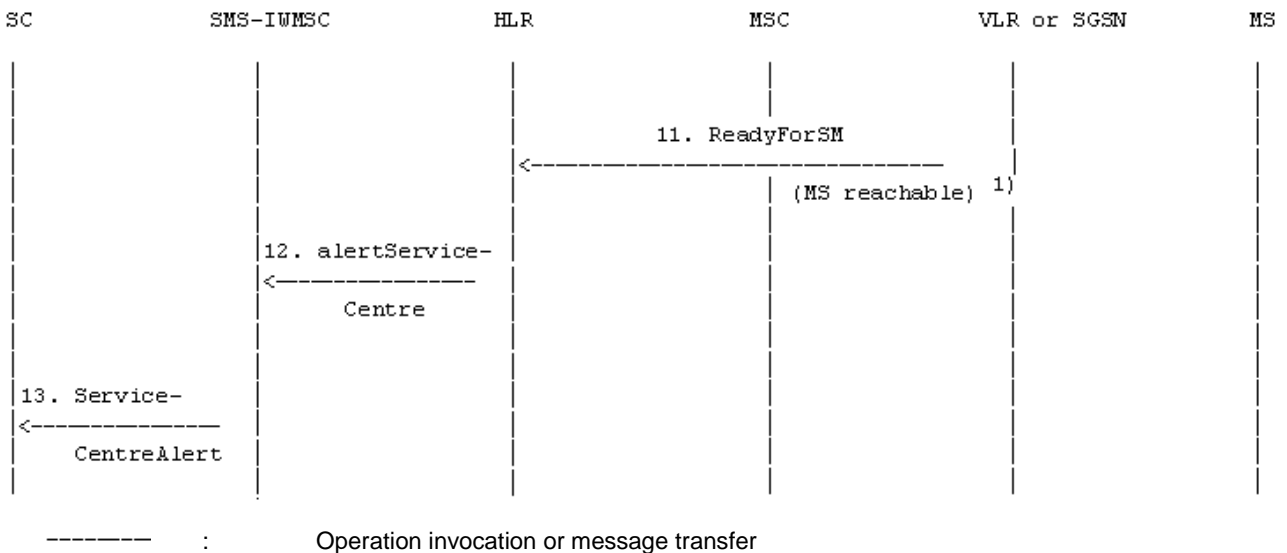 SC SMS-IWMSC HLR MSC VLR or SGSN MS
11. ReadyForSM
(MS reachable) 1)
12. alertService-
Centre
13. Service-
CentreAlert
: Operation invocation or message transfer